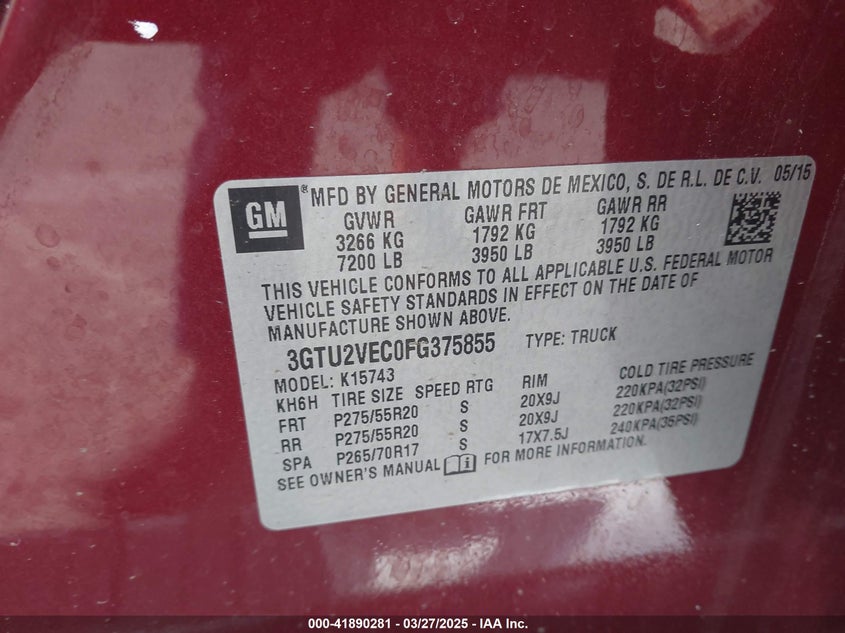 GM
® MFD BY GENERAL MOTORS DE MEXICO, S. DE R.L. DE C.V. 05/15
GVWR GAWR FRT GAWR RR
3266 KG 1792 KG 1792 KG
7200 LB 3950 LB 3950 LB
THIS VEHICLE CONFORMS TO ALL APPLICABLE U.S. FEDERAL MOTOR
VEHICLE SAFETY STANDARDS IN EFFECT ON THE DATE OF
MANUFACTURE SHOWN ABOVE.
3GTU2VEC0FG375855 TYPE: TRUCK
MODEL: K15743
KH6H TIRE SIZE SPEED RTG RIM COLD TIRE PRESSURE
FRT P275/55R20 S 20X9J 220KPA(32PSI)
RR P275/55R20 S 20X9J 220KPA(32PSI)
SPA P265/70R17 S 17X7.5J 240KPA(35PSI)
SEE OWNER'S MANUAL i FOR MORE INFORMATION.
000-41890281 | 03/27/2025 - IAA Inc.